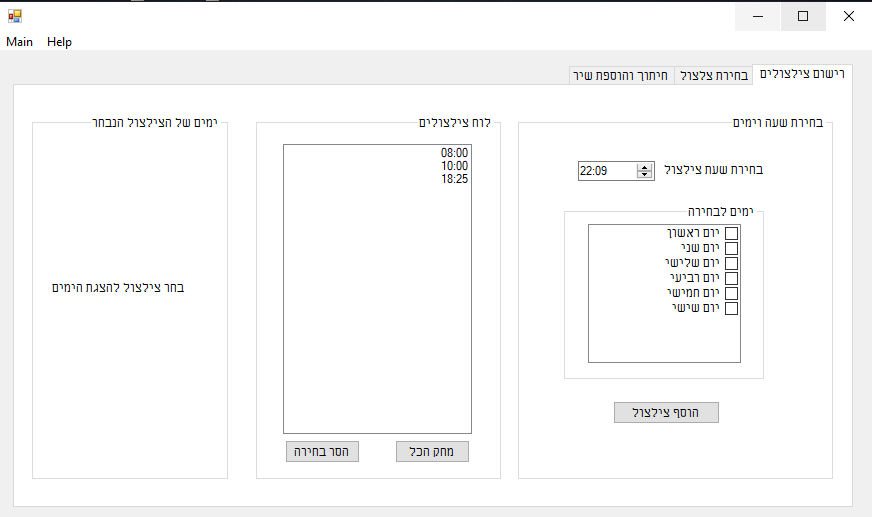 Main Help
רישום צילצולים
בחירת צלצול
חיתוך והוספת שיר
בחירת שעה וימים
בחירת שעת צילצול
22:09
ימים לבחירה
יום ראשון
יום שני
יום שלישי
יום רביעי
יום חמישי
יום שישי
הוסף צילצול
לוח צילצולים
08:00
10:00
18:25
מחק הכל
הסר בחירה
ימים של הצילצול הנבחר
בחר צילצול להצגת הימים